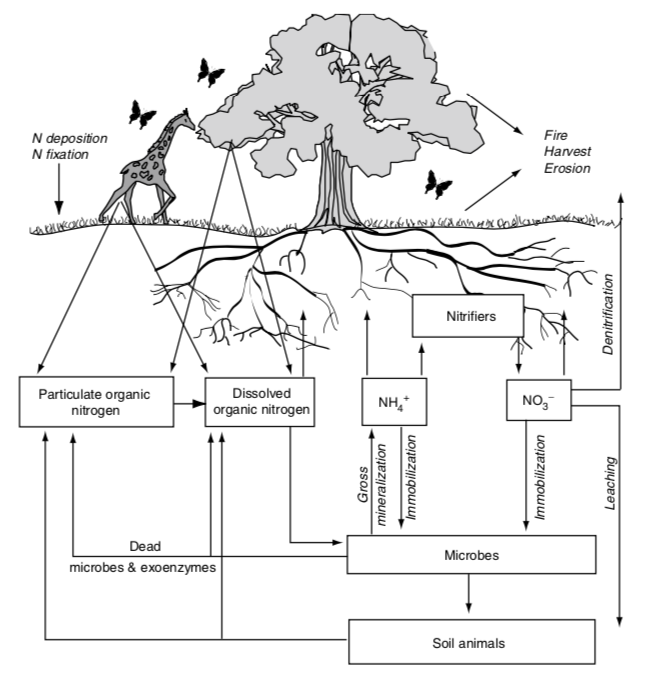 N deposition
N fixation
Fire
Harvest
Erosion
Denitrification
Nitrifiers
Particulate organic
nitrogen
Dissolved
organic nitrogen
NH₄⁺
NO₃⁻
Gross
mineralization
Immobilization
Immobilization
Leaching
Dead
microbes & exoenzymes
Microbes
Soil animals